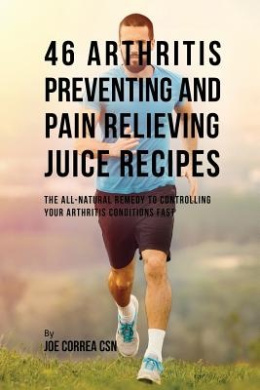 46 ARTHRITIS
PREVENTING AND
PAIN RELIEVING
JUICE RECIPES
THE ALL-NATURAL REMEDY TO CONTROLLING
YOUR ARTHRITIS CONDITIONS FAST
By
JOE CORREA CSN